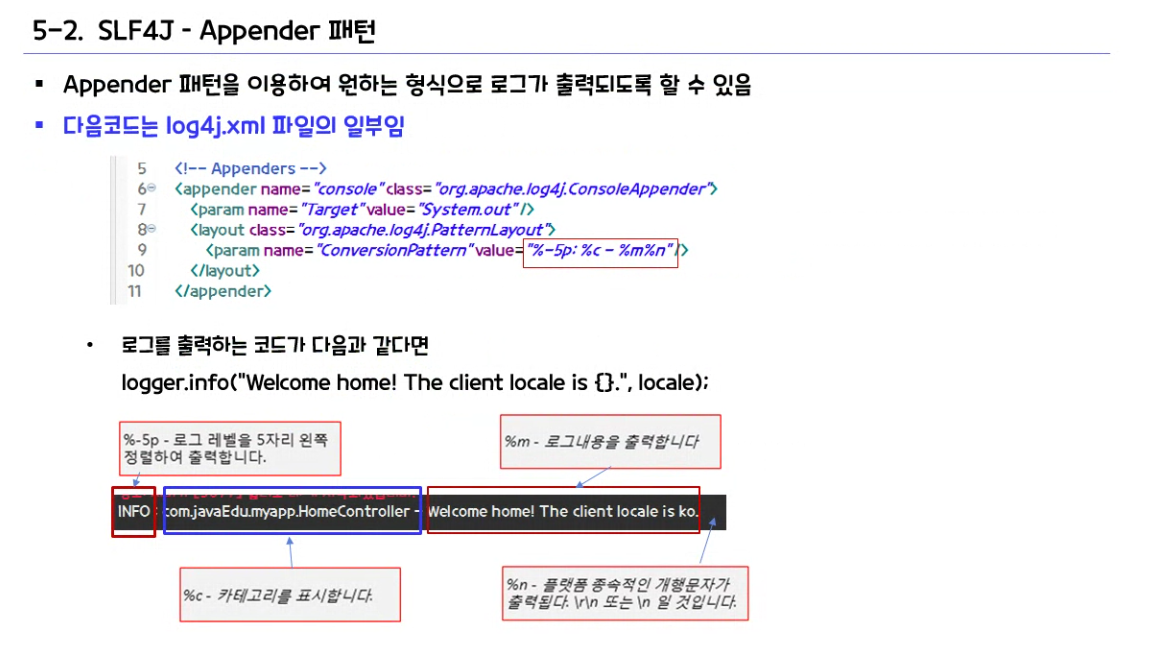 5-2. SLF4J - Appender 패턴
▪ Appender 패턴을 이용하여 원하는 형식으로 로그가 출력되도록 할 수 있음
▪ 다음코드는 log4j.xml 파일의 일부임
5 <!-- Appenders -->
6 <appender name="console" class="org.apache.log4j.ConsoleAppender">
7 <param name="Target" value="System.out" />
8 <layout class="org.apache.log4j.PatternLayout">
9 <param name="ConversionPattern" value="%-5p: %c - %m%n" />
10 </layout>
11 </appender>
• 로그를 출력하는 코드가 다음과 같다면
logger.info("Welcome home! The client locale is {}.", locale);
%-5p - 로그 레벨을 5자리 왼쪽
정렬하여 출력합니다.
%m - 로그내용을 출력합니다
INFO : com.javaEdu.myapp.HomeController - Welcome home! The client locale is ko.
%c - 카테고리를 표시합니다.
%n - 플랫폼 종속적인 개행문자가
출력됩다. \r\n 또는 \n 일 것입니다.